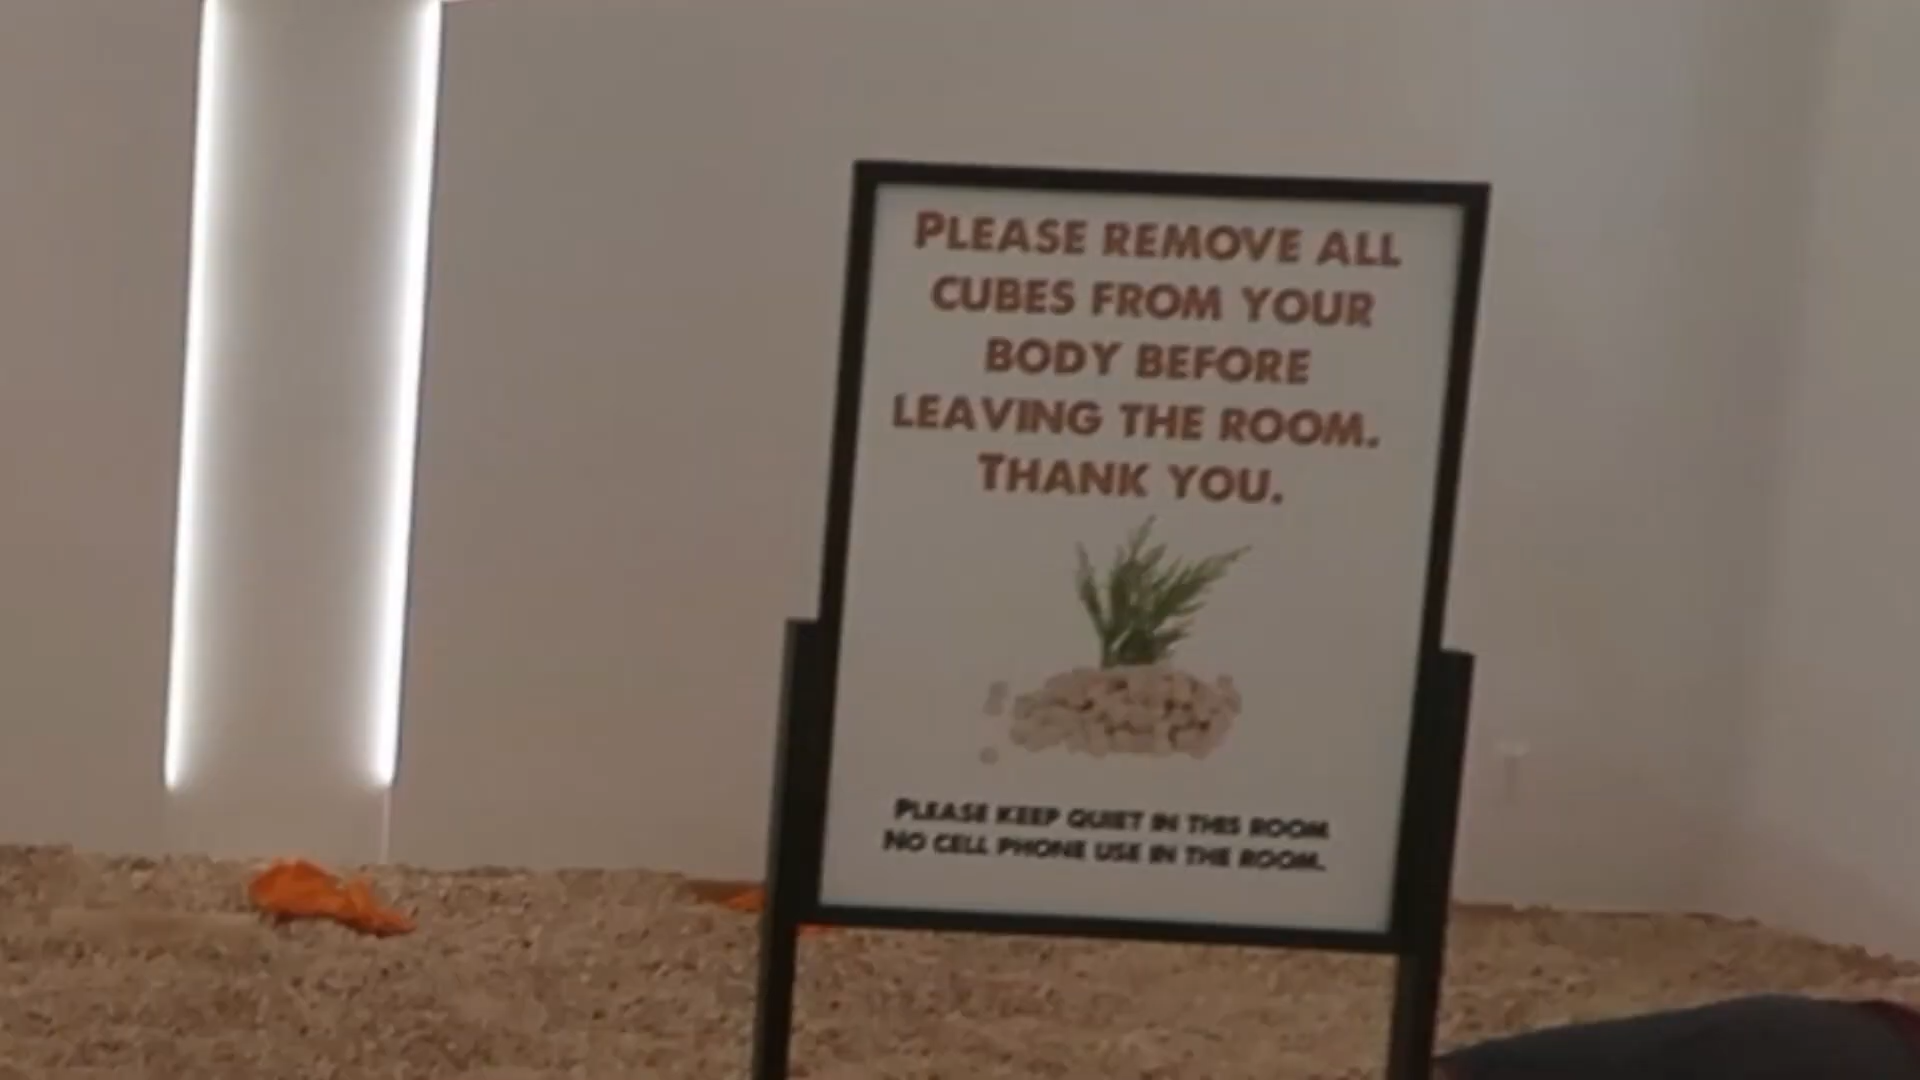 PLEASE REMOVE ALL
CUBES FROM YOUR
BODY BEFORE
LEAVING THE ROOM.
THANK YOU.
PLEASE KEEP QUIET IN THIS ROOM
NO CELL PHONE USE IN THE ROOM.